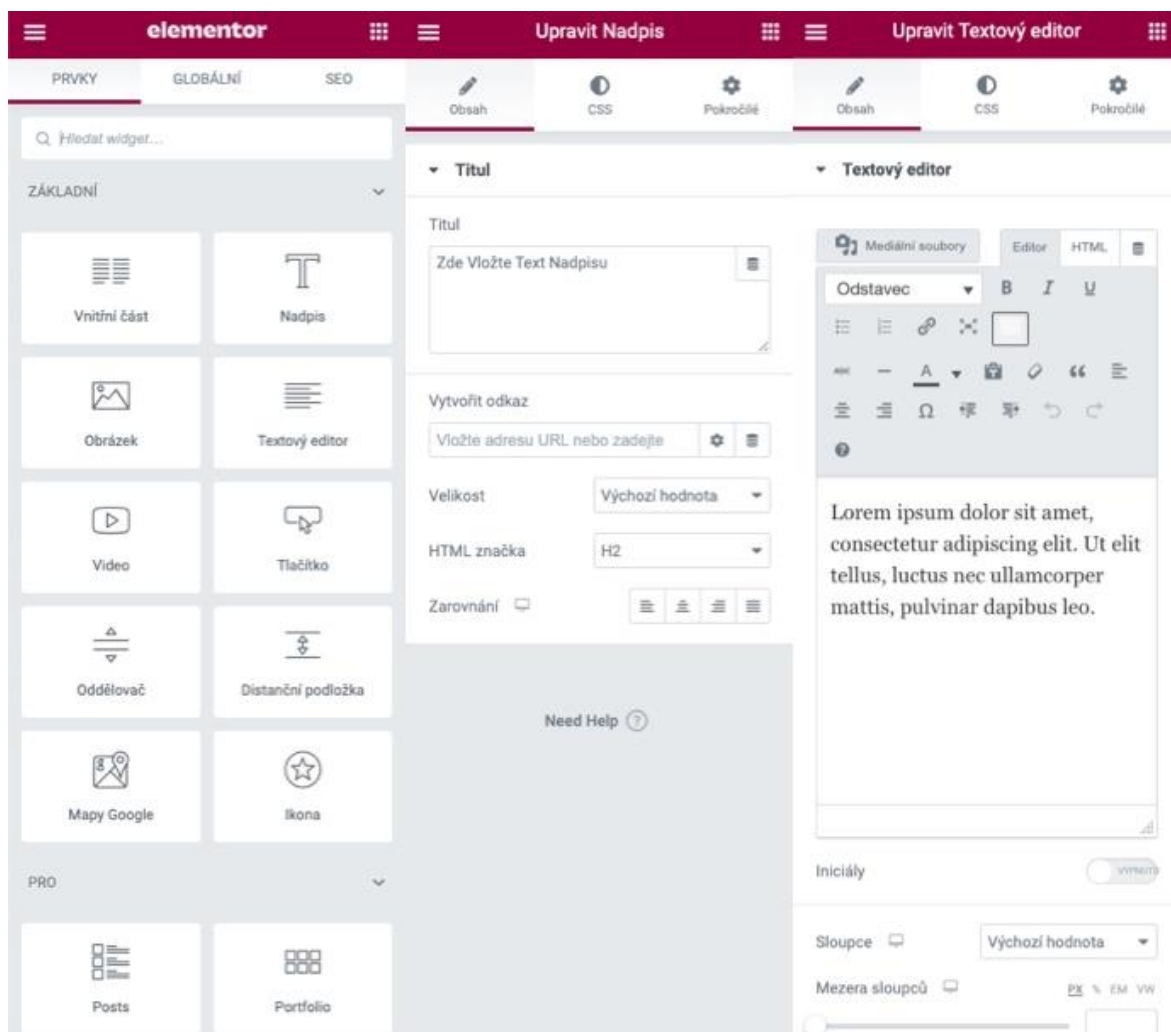 elementor
PRVKY GLOBÁLNÍ SEO
Hledat widget...
ZÁKLADNÍ
Vnitřní část Nadpis
Obrázek Textový editor
Video Tlačítko
Oddělovač Distanční podložka
Mapy Google Ikona
PRO
Posts Portfolio
Upravit Nadpis
Obsah CSS Pokročilé
Titul
Titul
Zde Vložte Text Nadpisu
Vytvořit odkaz
Vložte adresu URL nebo zadejte
Velikost Výchozí hodnota
HTML značka H2
Zarovnání
Need Help ?
Upravit Textový editor
Obsah CSS Pokročilé
Textový editor
Mediální soubory Editor HTML
Odstavec B I U
A
Ω
Lorem ipsum dolor sit amet,
consectetur adipiscing elit. Ut elit
tellus, luctus nec ullamcorper
mattis, pulvinar dapibus leo.
Iniciály VYPNUTO
Sloupce Výchozí hodnota
Mezera sloupců PX % EM VW